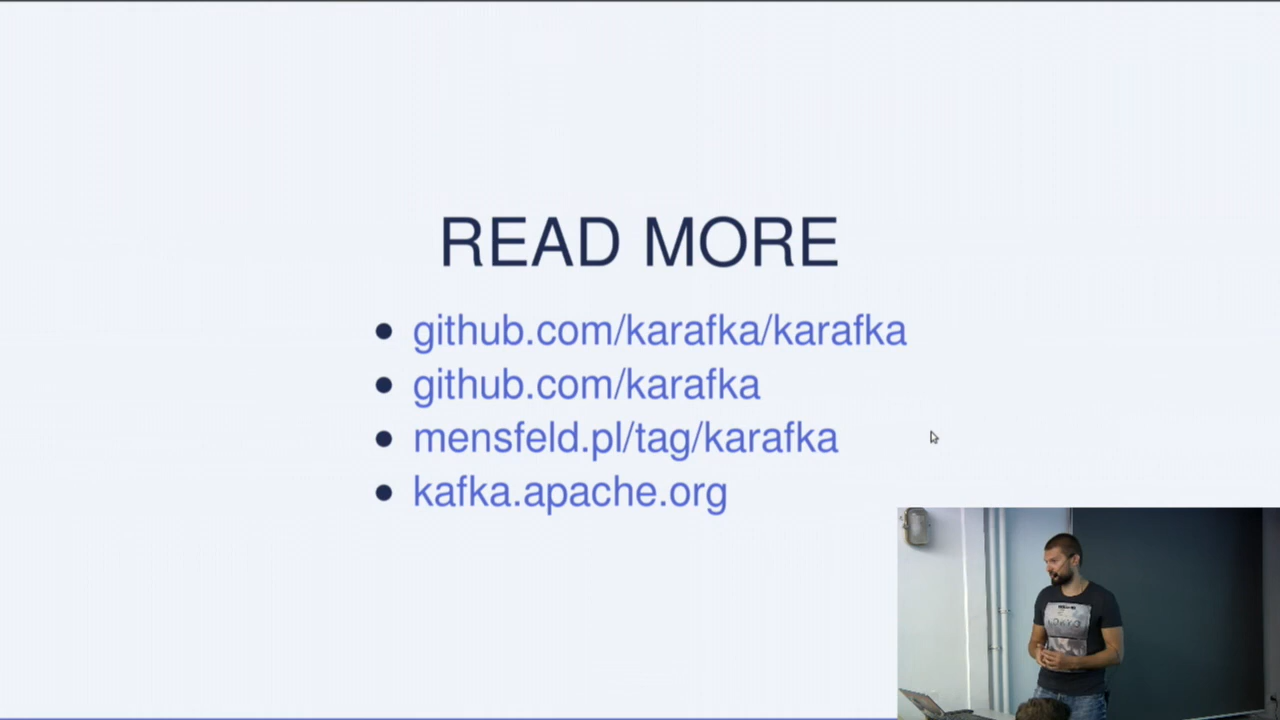 READ MORE
github.com/karafka/karafka
github.com/karafka
mensfeld.pl/tag/karafka
kafka.apache.org